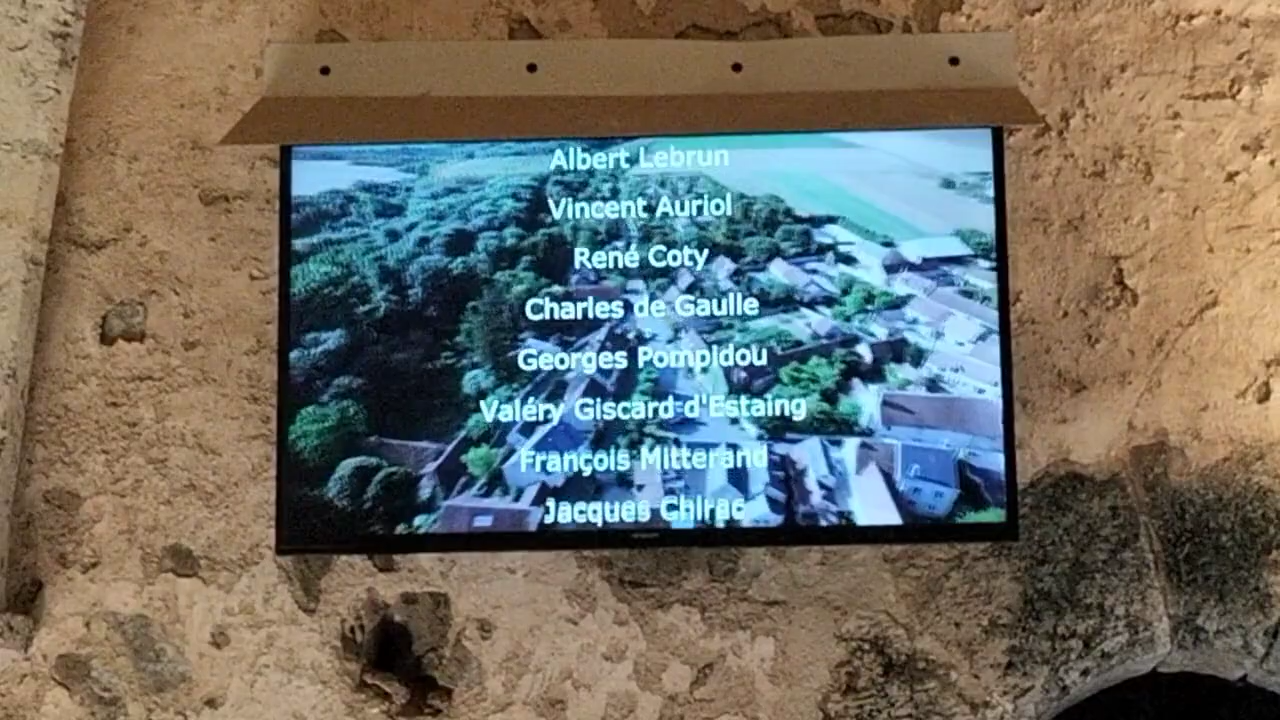 Albert Lebrun
Vincent Auriol
René Coty
Charles de Gaulle
Georges Pompidou
Valéry Giscard d'Estaing
François Mitterand
Jacques Chirac